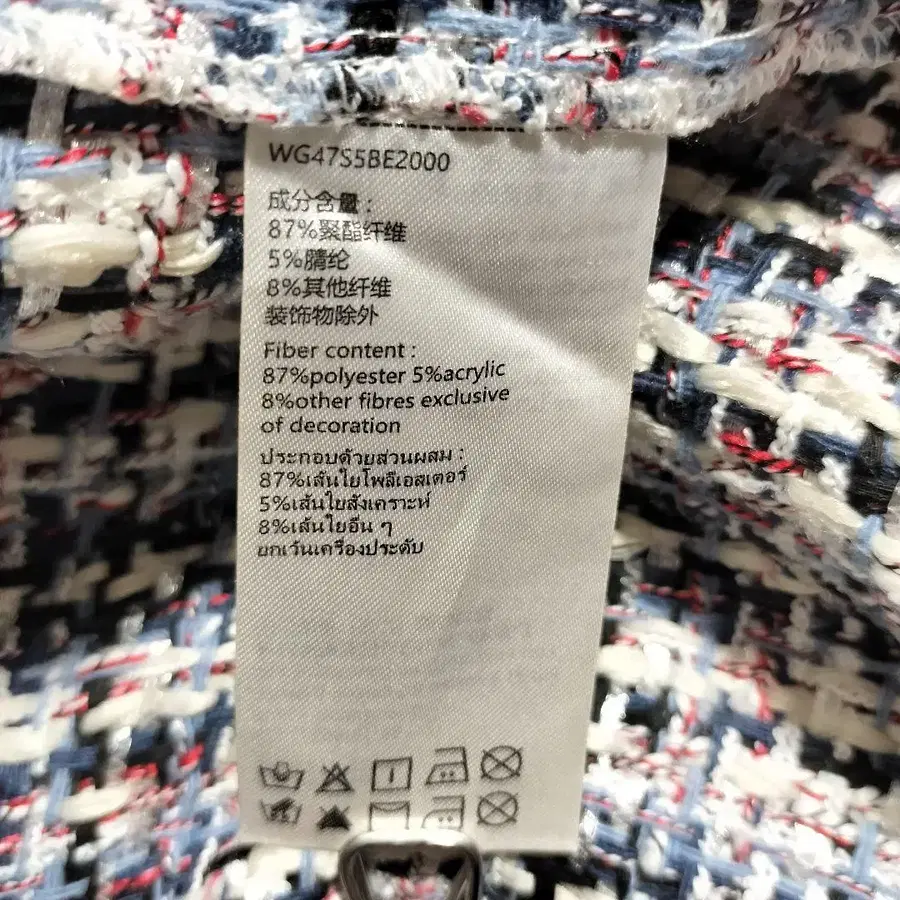 WG47S5BE2000
成分含量：
87%聚酯纤维
5%腈纶
8%其他纤维
装饰物除外
Fiber content :
87%polyester 5%acrylic
8%other fibres exclusive
of decoration
ประกอบด้วยสวนผสม :
87%เส้นใยโพลีเอสเตอร์
5%เส้นใยสังเคราะห์
8%เส้นใยอื่น ๆ
ยกเว้นเครื่องประดับ